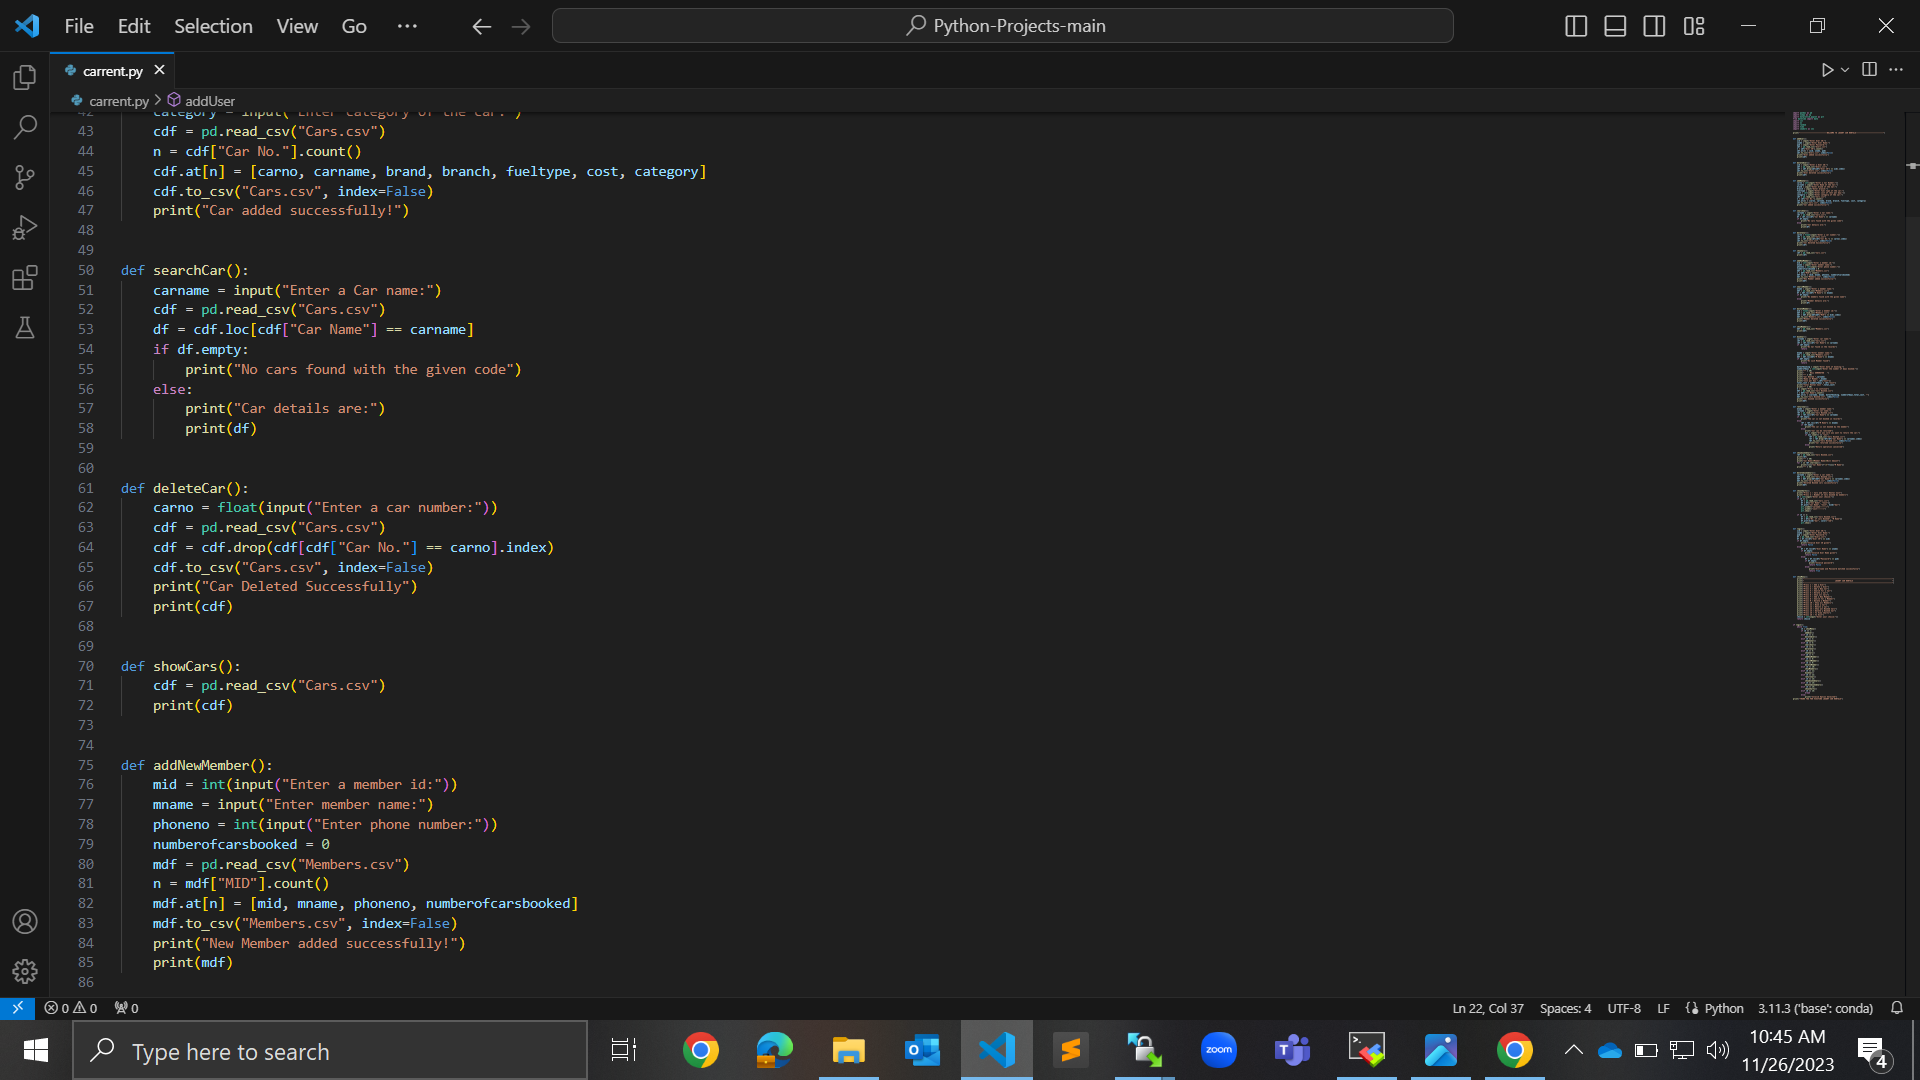 File Edit Selection View Go ··· Python-Projects-main
carrent.py
carrent.py > addUser
42     category = input("Enter category of the car:")
43     cdf = pd.read_csv("Cars.csv")
44     n = cdf["Car No."].count()
45     cdf.at[n] = [carno, carname, brand, branch, fueltype, cost, category]
46     cdf.to_csv("Cars.csv", index=False)
47     print("Car added successfully!")
48
49
50 def searchCar():
51     carname = input("Enter a Car name:")
52     cdf = pd.read_csv("Cars.csv")
53     df = cdf.loc[cdf["Car Name"] == carname]
54     if df.empty:
55         print("No cars found with the given code")
56     else:
57         print("Car details are:")
58         print(df)
59
60
61 def deleteCar():
62     carno = float(input("Enter a car number:"))
63     cdf = pd.read_csv("Cars.csv")
64     cdf = cdf.drop(cdf[cdf["Car No."] == carno].index)
65     cdf.to_csv("Cars.csv", index=False)
66     print("Car Deleted Successfully")
67     print(cdf)
68
69
70 def showCars():
71     cdf = pd.read_csv("Cars.csv")
72     print(cdf)
73
74
75 def addNewMember():
76     mid = int(input("Enter a member id:"))
77     mname = input("Enter member name:")
78     phoneno = int(input("Enter phone number:"))
79     numberofcarsbooked = 0
80     mdf = pd.read_csv("Members.csv")
81     n = mdf["MID"].count()
82     mdf.at[n] = [mid, mname, phoneno, numberofcarsbooked]
83     mdf.to_csv("Members.csv", index=False)
84     print("New Member added successfully!")
85     print(mdf)
86
0 0 0 Ln 22, Col 37 Spaces: 4 UTF-8 LF Python 3.11.3 ('base': conda)
Type here to search zoom 10:45 AM
11/26/2023 4